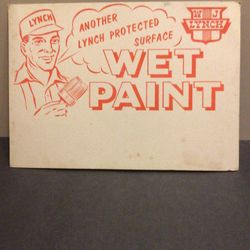 LYNCH
ANOTHER
LYNCH PROTECTED
SURFACE
W J
LYNCH
WET
PAINT